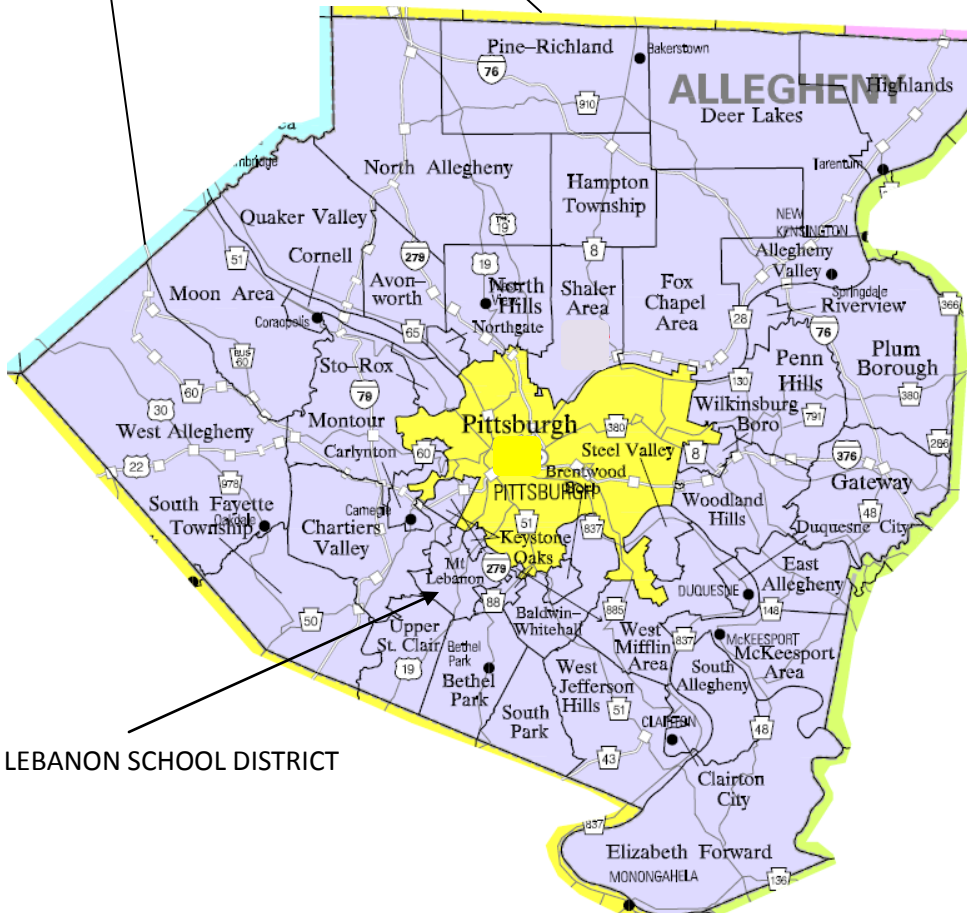 Pine–Richland
Bakerstown
76
ALLEGHENY
Highlands
910
Deer Lakes
North Allegheny
Tarentum
Hampton
Township
Quaker Valley
19
NEW
KENSINGTON
51
Cornell
279
19
8
Allegheny
Valley
Moon Area
Avon–
worth
North
Hills
Shaler
Area
Fox
Chapel
Area
Springdale
Riverview
366
Coraopolis
65
Northgate
28
76
BUS
60
Sto-Rox
Penn
Hills
Plum
Borough
60
79
130
380
30
Montour
Pittsburgh
Wilkinsburg
Boro
791
West Allegheny
380
286
Carlynton
60
Steel Valley
8
376
22
Brentwood
Boro
Gateway
978
PITTSBURGH
Woodland
Hills
South Fayette
Township
Oakdale
Carnegie
51
837
48
Chartiers
Valley
Keystone
Oaks
Duquesne City
Mt
Lebanon
279
East
Allegheny
DUQUESNE
88
885
148
50
Baldwin–
Whitehall
Upper
St. Clair
Bethel
Park
West
Mifflin
Area
837
McKEESPORT
McKeesport
Area
19
Bethel
Park
West
Jefferson
Hills
South
Allegheny
51
South
Park
CLAIRTON
48
LEBANON SCHOOL DISTRICT
43
Clairton
City
837
Elizabeth Forward
MONONGAHELA
136